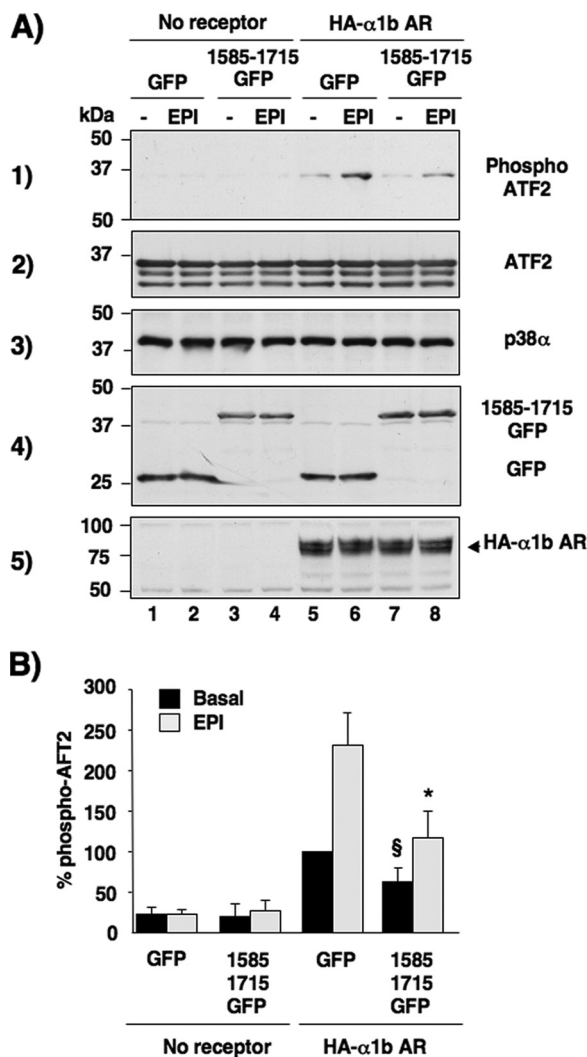 A)
No receptor HA-α1b AR
GFP 1585-1715 GFP GFP 1585-1715 GFP
kDa - EPI - EPI - EPI - EPI
1) 50 37 50 Phospho ATF2
2) 37 ATF2
3) 50 37 p38α
4) 50 37 25 1585-1715 GFP GFP
5) 100 75 50 HA-α1b AR
1 2 3 4 5 6 7 8
B)
% phospho-AFT2
300
250
200
150
100
50
0
Basal
EPI
§ *
GFP 1585 1715 GFP GFP 1585 1715 GFP
No receptor HA-α1b AR